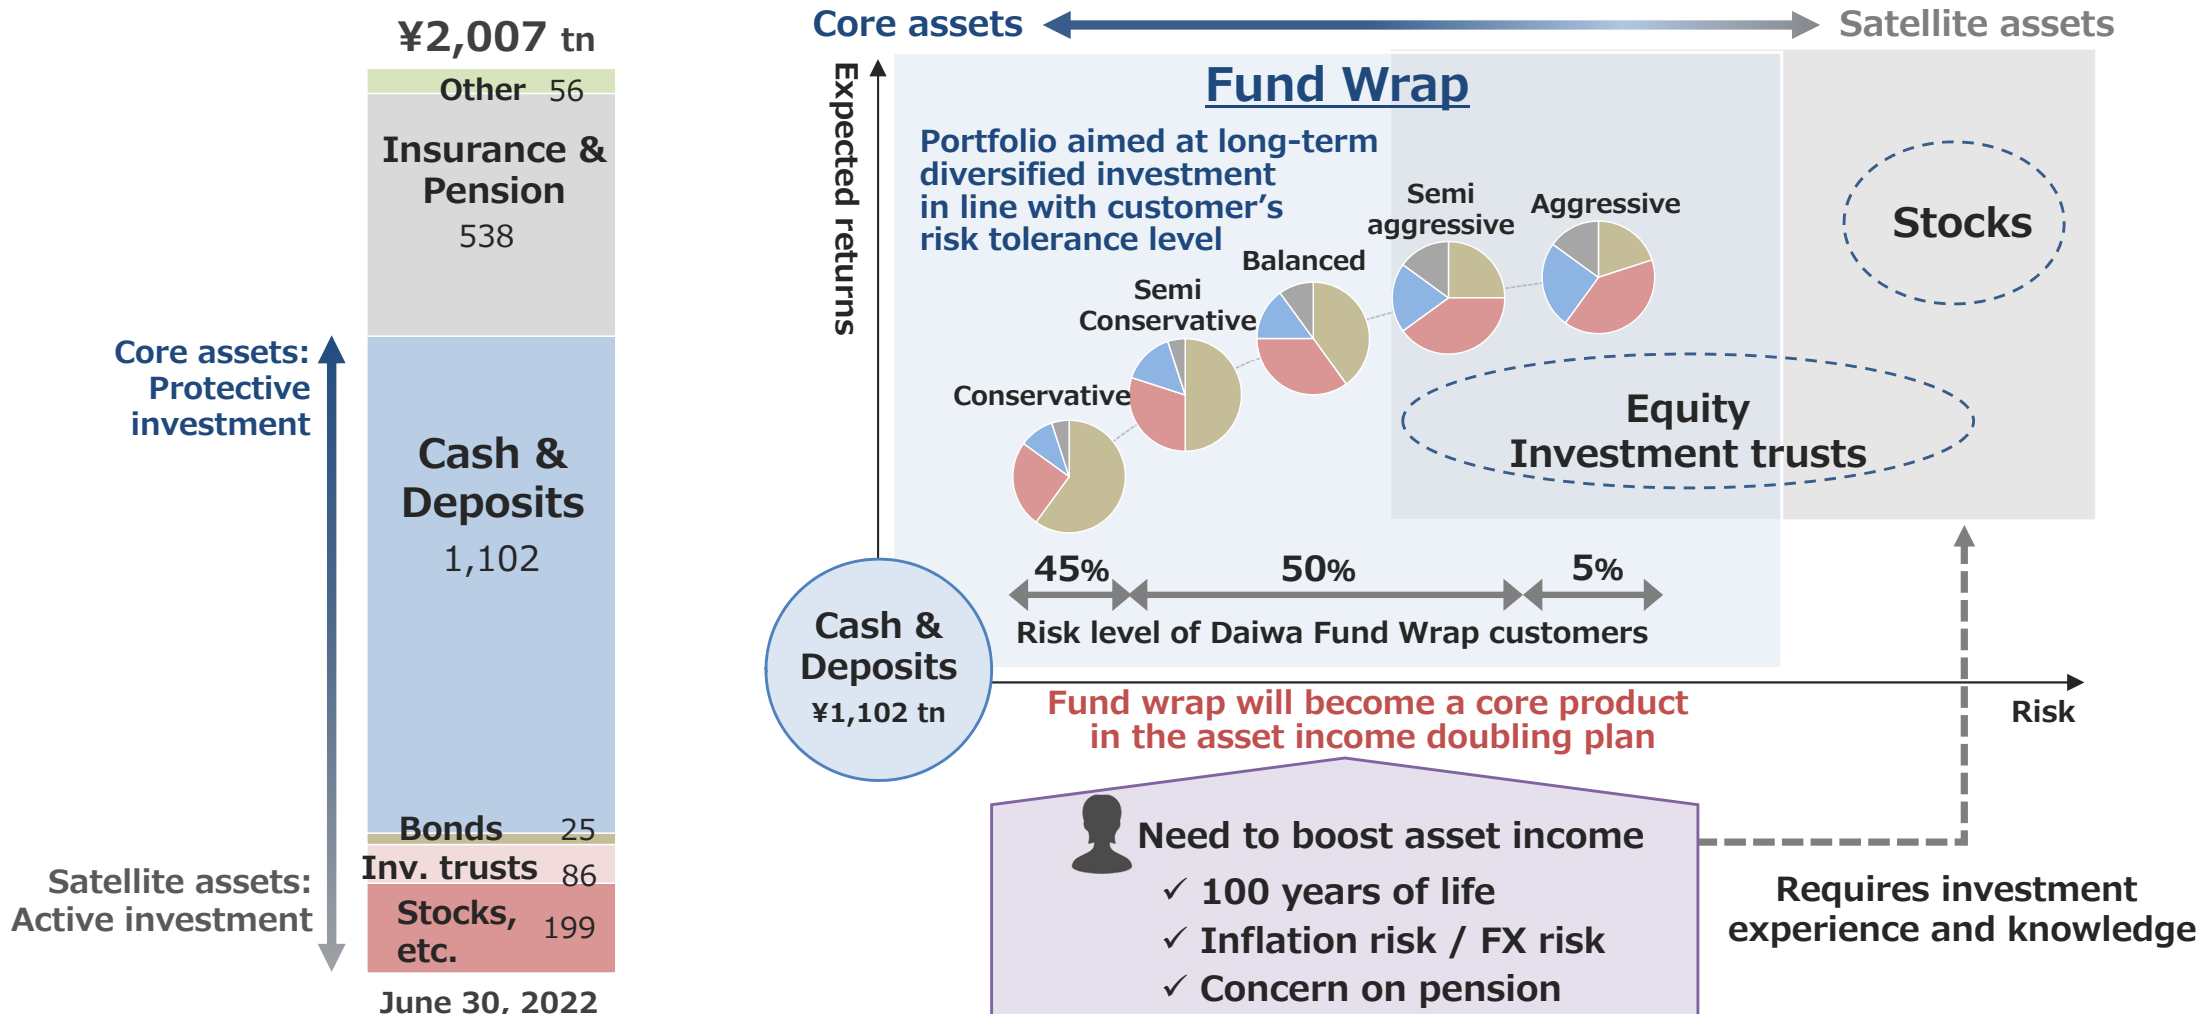 ¥2,007 tn
Other 56
Insurance &
Pension
538
Core assets:
Protective
investment
Cash &
Deposits
1,102
Bonds 25
Inv. trusts 86
Satellite assets:
Active investment
Stocks,
etc.
199
June 30, 2022
Core assets
Satellite assets
Expected returns
Fund Wrap
Portfolio aimed at long-term
diversified investment
in line with customer’s
risk tolerance level
Conservative
Semi
Conservative
Balanced
Semi
aggressive
Aggressive
Stocks
Equity
Investment trusts
45%
50%
5%
Risk level of Daiwa Fund Wrap customers
Cash &
Deposits
¥1,102 tn
Risk
Fund wrap will become a core product
in the asset income doubling plan
Need to boost asset income
✓ 100 years of life
✓ Inflation risk / FX risk
✓ Concern on pension
Requires investment
experience and knowledge